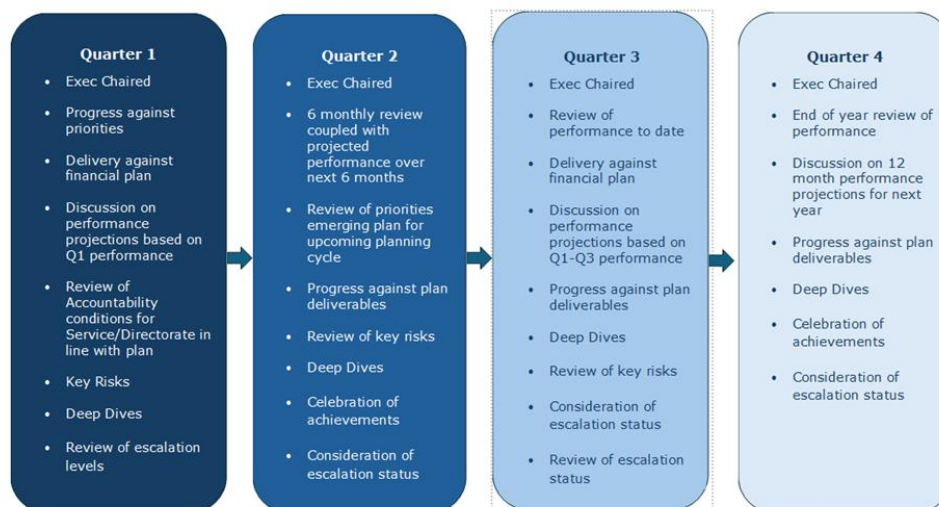 Quarter 1
• Exec Chaired
• Progress against
priorities
• Delivery against
financial plan
• Discussion on
performance
projections based on
Q1 performance
• Review of
Accountability
conditions for
Service/Directorate in
line with plan
• Key Risks
• Deep Dives
• Review of escalation
levels
Quarter 2
• Exec Chaired
• 6 monthly review
coupled with
projected
performance over
next 6 months
• Review of priorities
emerging plan for
upcoming planning
cycle
• Progress against plan
deliverables
• Review of key risks
• Deep Dives
• Celebration of
achievements
• Consideration of
escalation status
Quarter 3
• Exec Chaired
• Review of
performance to date
• Delivery against
financial plan
• Discussion on
performance
projections based on
Q1-Q3 performance
• Progress against plan
deliverables
• Deep Dives
• Review of key risks
• Consideration of
escalation status
• Review of escalation
status
Quarter 4
• Exec Chaired
• End of year review of
performance
• Discussion on 12
month performance
projections for next
year
• Progress against plan
deliverables
• Deep Dives
• Celebration of
achievements
• Consideration of
escalation status